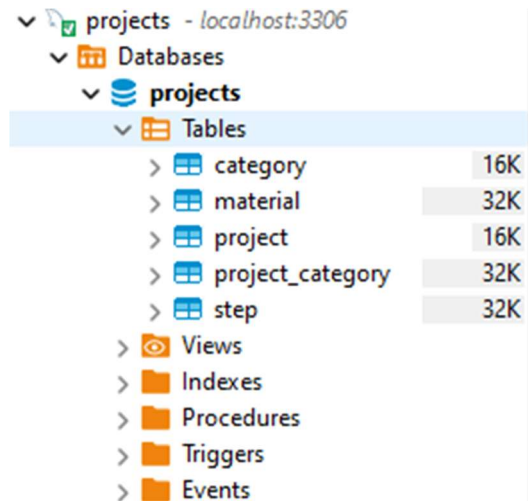 projects - localhost:3306
Databases
projects
Tables
category 16K
material 32K
project 16K
project_category 32K
step 32K
Views
Indexes
Procedures
Triggers
Events